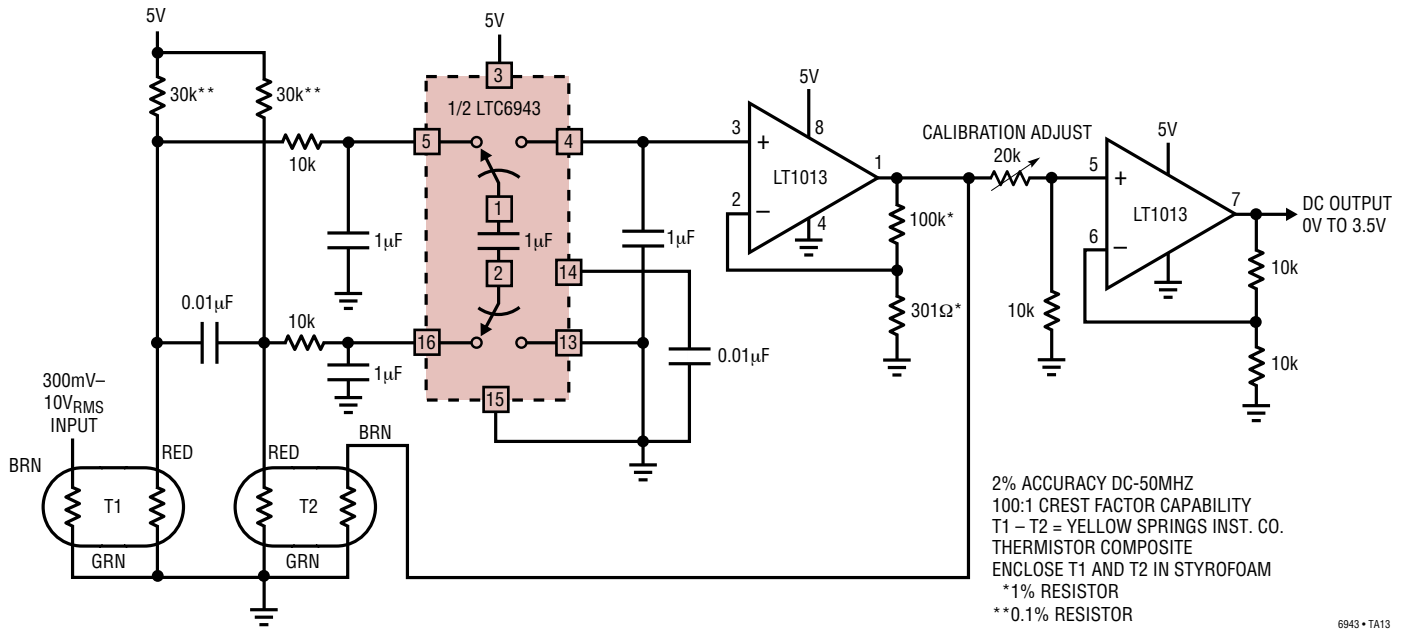 5V
5V
30k**
30k**
3
1/2 LTC6943
5
4
10k
1µF
1
1µF
2
1µF
14
0.01µF
10k
16
13
1µF
0.01µF
15
5V
3
+
8
LT1013
1
2
−
4
100k*
301Ω*
CALIBRATION ADJUST
20k
10k
5V
5
+
LT1013
7
6
−
DC OUTPUT
0V TO 3.5V
10k
10k
300mV–
10VRMS
INPUT
BRN
RED
RED
BRN
T1
T2
GRN
GRN
2% ACCURACY DC-50MHZ
100:1 CREST FACTOR CAPABILITY
T1 – T2 = YELLOW SPRINGS INST. CO.
THERMISTOR COMPOSITE
ENCLOSE T1 AND T2 IN STYROFOAM
*1% RESISTOR
**0.1% RESISTOR
6943 • TA13